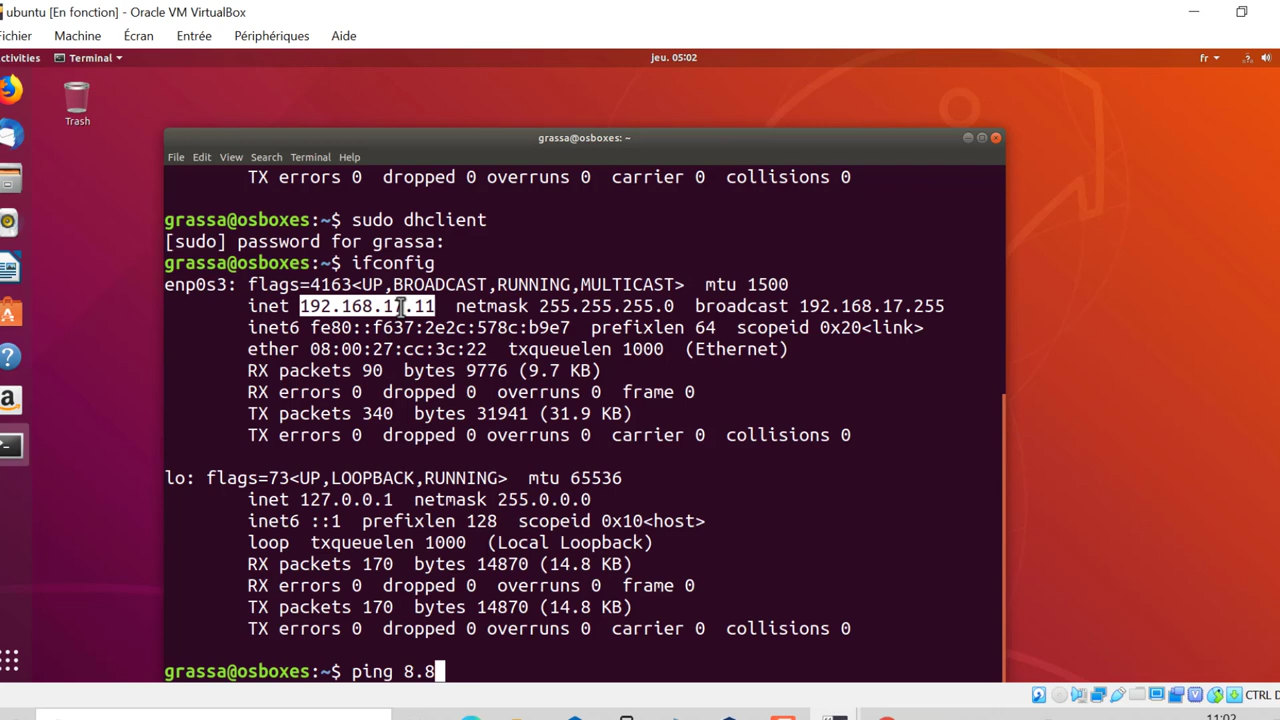 ubuntu [En fonction] - Oracle VM VirtualBox
Fichier Machine Écran Entrée Périphériques Aide
ctivities Terminal jeu. 05:02 fr
Trash
grassa@osboxes: ~
File Edit View Search Terminal Help
TX errors 0 dropped 0 overruns 0 carrier 0 collisions 0
grassa@osboxes:~$ sudo dhclient
[sudo] password for grassa:
grassa@osboxes:~$ ifconfig
enp0s3: flags=4163<UP,BROADCAST,RUNNING,MULTICAST> mtu 1500
inet 192.168.17.11 netmask 255.255.255.0 broadcast 192.168.17.255
inet6 fe80::f637:2e2c:578c:b9e7 prefixlen 64 scopeid 0x20<link>
ether 08:00:27:cc:3c:22 txqueuelen 1000 (Ethernet)
RX packets 90 bytes 9776 (9.7 KB)
RX errors 0 dropped 0 overruns 0 frame 0
TX packets 340 bytes 31941 (31.9 KB)
TX errors 0 dropped 0 overruns 0 carrier 0 collisions 0
lo: flags=73<UP,LOOPBACK,RUNNING> mtu 65536
inet 127.0.0.1 netmask 255.0.0.0
inet6 ::1 prefixlen 128 scopeid 0x10<host>
loop txqueuelen 1000 (Local Loopback)
RX packets 170 bytes 14870 (14.8 KB)
RX errors 0 dropped 0 overruns 0 frame 0
TX packets 170 bytes 14870 (14.8 KB)
TX errors 0 dropped 0 overruns 0 carrier 0 collisions 0
grassa@osboxes:~$ ping 8.8
CTRL D
11:02